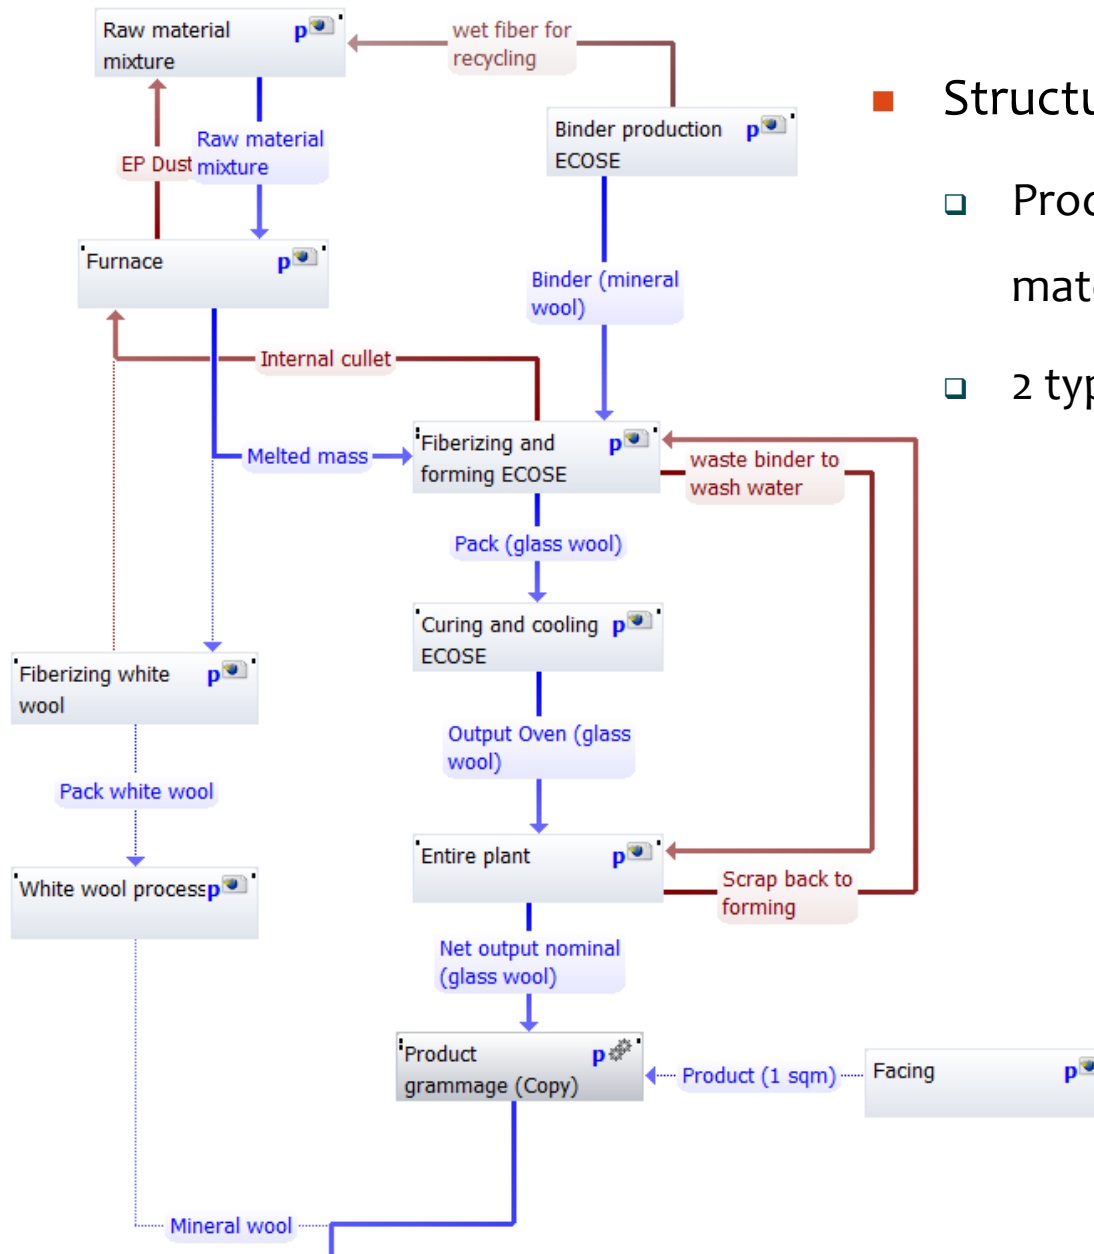 Raw material
mixture
p
wet fiber for
recycling
Structu
Binder production
ECOSE
p
Raw material
mixture
EP Dust
Proc
Furnace
p
Binder (mineral
wool)
mate
Internal cullet
2 typ
Melted mass
Fiberizing and
forming ECOSE
p
waste binder to
wash water
Pack (glass wool)
Curing and cooling
ECOSE
p
Fiberizing white
wool
p
Output Oven (glass
wool)
Pack white wool
Entire plant
p
White wool process
p
Scrap back to
forming
Net output nominal
(glass wool)
Product
grammage (Copy)
p
Product (1 sqm)
Facing
p
Mineral wool